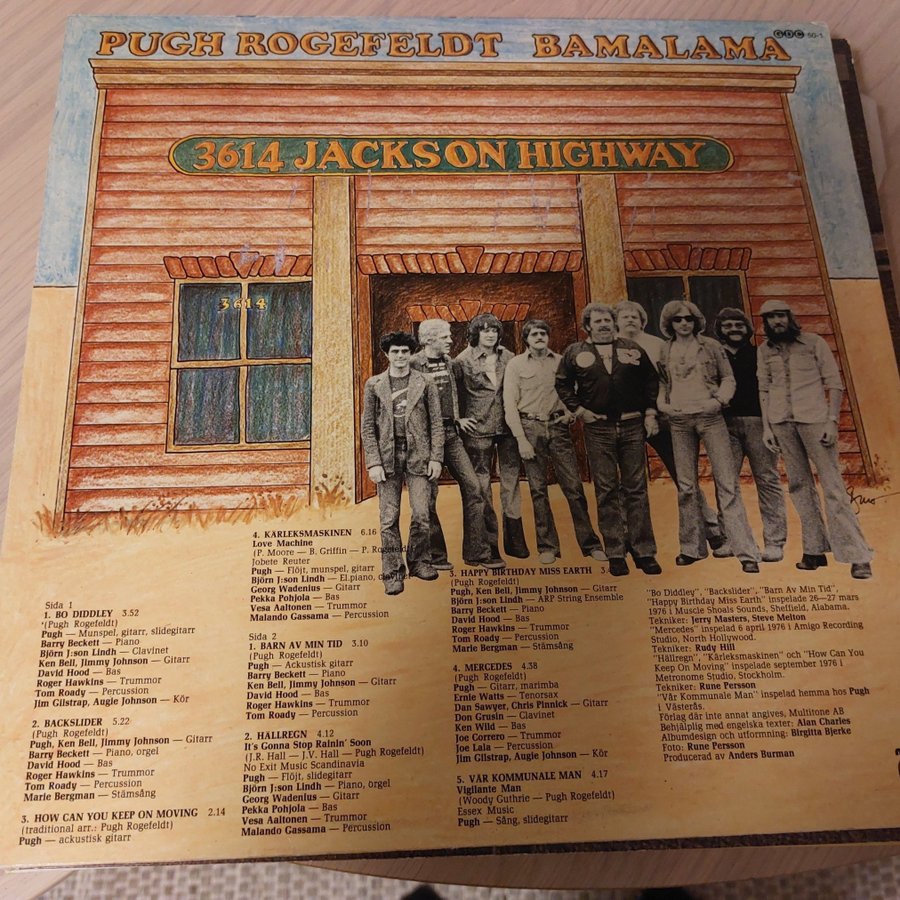 PUGH ROGEFELDT BAMALAMA
3614 JACKSON HIGHWAY
3614
Sida 1
1. BO DIDDLEY 3.52
(Pugh Rogefeldt)
Pugh — Munspel, gitarr, slidegitarr
Barry Beckett — Piano
Björn J:son Lindh — Clavinet
Ken Bell, Jimmy Johnson — Gitarr
David Hood — Bas
Roger Hawkins — Trummor
Tom Roady — Percussion
Jim Gilstrap, Augie Johnson — Kör
2. BACKSLIDER 5.22
(Pugh Rogefeldt)
Pugh, Ken Bell, Jimmy Johnson — Gitarr
Barry Beckett — Piano, orgel
David Hood — Bas
Roger Hawkins — Trummor
Tom Roady — Percussion
Marie Bergman — Stämsång
3. HOW CAN YOU KEEP ON MOVING 2.14
(traditional arr.: Pugh Rogefeldt)
Pugh — ackustisk gitarr
4. KÄRLEKSMASKINEN 6.16
Love Machine
(P. Moore — B. Griffin — P. Rogefeldt)
Jobete Reuter
Pugh — Flöjt, munspel, gitarr
Björn J:son Lindh — El.piano, clavinet
Georg Wadenius — Gitarr
Pekka Pohjola — Bas
Vesa Aaltonen — Trummor
Malando Gassama — Percussion
Sida 2
1. BARN AV MIN TID 3.10
(Pugh Rogefeldt)
Pugh — Ackustisk gitarr
Barry Beckett — Piano
Ken Bell, Jimmy Johnson — Gitarr
David Hood — Bas
Roger Hawkins — Trummor
Tom Roady — Percussion
2. HÄLLREGN 4.12
It's Gonna Stop Rainin' Soon
(J.R. Hall — J.V. Hall — Pugh Rogefeldt)
No Exit Music Scandinavia
Pugh — Flöjt, slidegitarr
Björn J:son Lindh — Piano, orgel
Georg Wadenius — Gitarr
Pekka Pohjola — Bas
Vesa Aaltonen — Trummor
Malando Gassama — Percussion
3. HAPPY BIRTHDAY MISS EARTH
(Pugh Rogefeldt)
Pugh, Ken Bell, Jimmy Johnson — Gitarr
Björn J:son Lindh — ARP String Ensemble
Barry Beckett — Piano
David Hood — Bas
Roger Hawkins — Trummor
Tom Roady — Percussion
Marie Bergman — Stämsång
4. MERCEDES 4.38
(Pugh Rogefeldt)
Pugh — Gitarr, marimba
Ernie Watts — Tenorsax
Dan Sawyer, Chris Pinnick — Gitarr
Don Grusin — Clavinet
Ken Wild — Bas
Joe Correro — Trummor
Joe Lala — Percussion
Jim Gilstrap, Augie Johnson — Kör
5. VÅR KOMMUNALE MAN 4.17
Vigilante Man
(Woody Guthrie — Pugh Rogefeldt)
Essex Music
Pugh — Sång, slidegitarr
"Bo Diddley", "Backslider", "Barn Av Min Tid",
"Happy Birthday Miss Earth" inspelade 26—27 mars
1976 i Muscle Shoals Sounds, Sheffield, Alabama.
Tekniker: Jerry Masters, Steve Melton
"Mercedes" inspelad 6 april 1976 i Amigo Recording
Studio, North Hollywood.
Tekniker: Rudy Hill
"Hällregn", "Kärleksmaskinen" och "How Can You
Keep On Moving" inspelade september 1976 i
Metronome Studio, Stockholm.
Tekniker: Rune Persson
"Vår Kommunale Man" inspelad hemma hos Pugh
i Västerås.
Förlag där inte annat angives, Multitone AB
Behjälplig med engelska texter: Alan Charles
Albumdesign och utformning: Birgitta Bjerke
Foto: Rune Persson
Producerad av Anders Burman